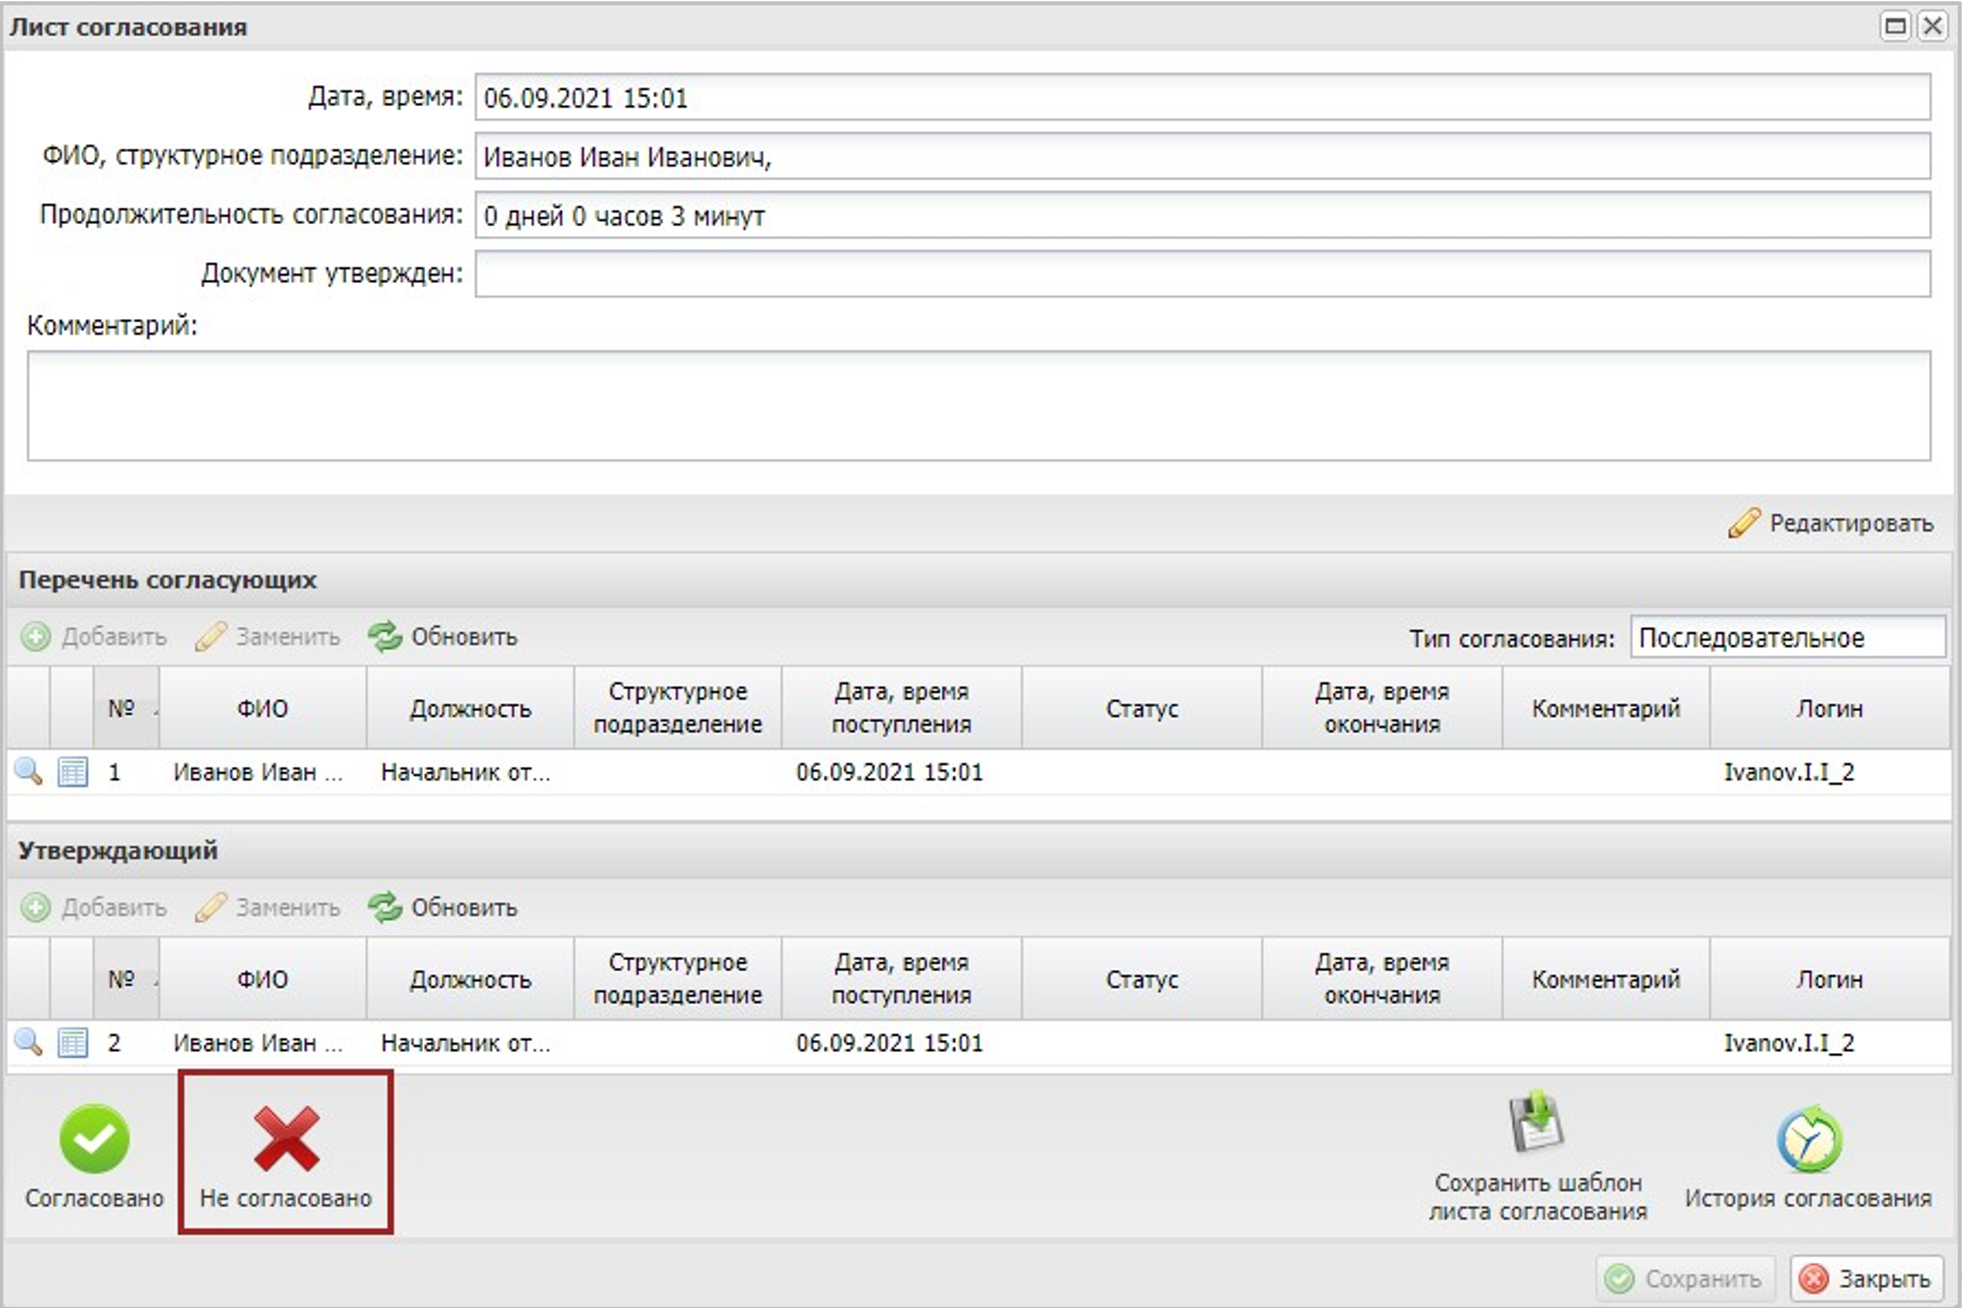 Лист согласования
Дата, время: 06.09.2021 15:01
ФИО, структурное подразделение: Иванов Иван Иванович,
Продолжительность согласования: 0 дней 0 часов 3 минут
Документ утвержден:
Комментарий:
Редактировать
Перечень согласующих
Добавить Заменить Обновить Тип согласования: Последовательное
№ ФИО Должность Структурное подразделение Дата, время поступления Статус Дата, время окончания Комментарий Логин
1 Иванов Иван ... Начальник от... 06.09.2021 15:01 Ivanov.I.I_2
Утверждающий
Добавить Заменить Обновить
№ ФИО Должность Структурное подразделение Дата, время поступления Статус Дата, время окончания Комментарий Логин
2 Иванов Иван ... Начальник от... 06.09.2021 15:01 Ivanov.I.I_2
Согласовано Не согласовано Сохранить шаблон листа согласования История согласования
Сохранить Закрыть